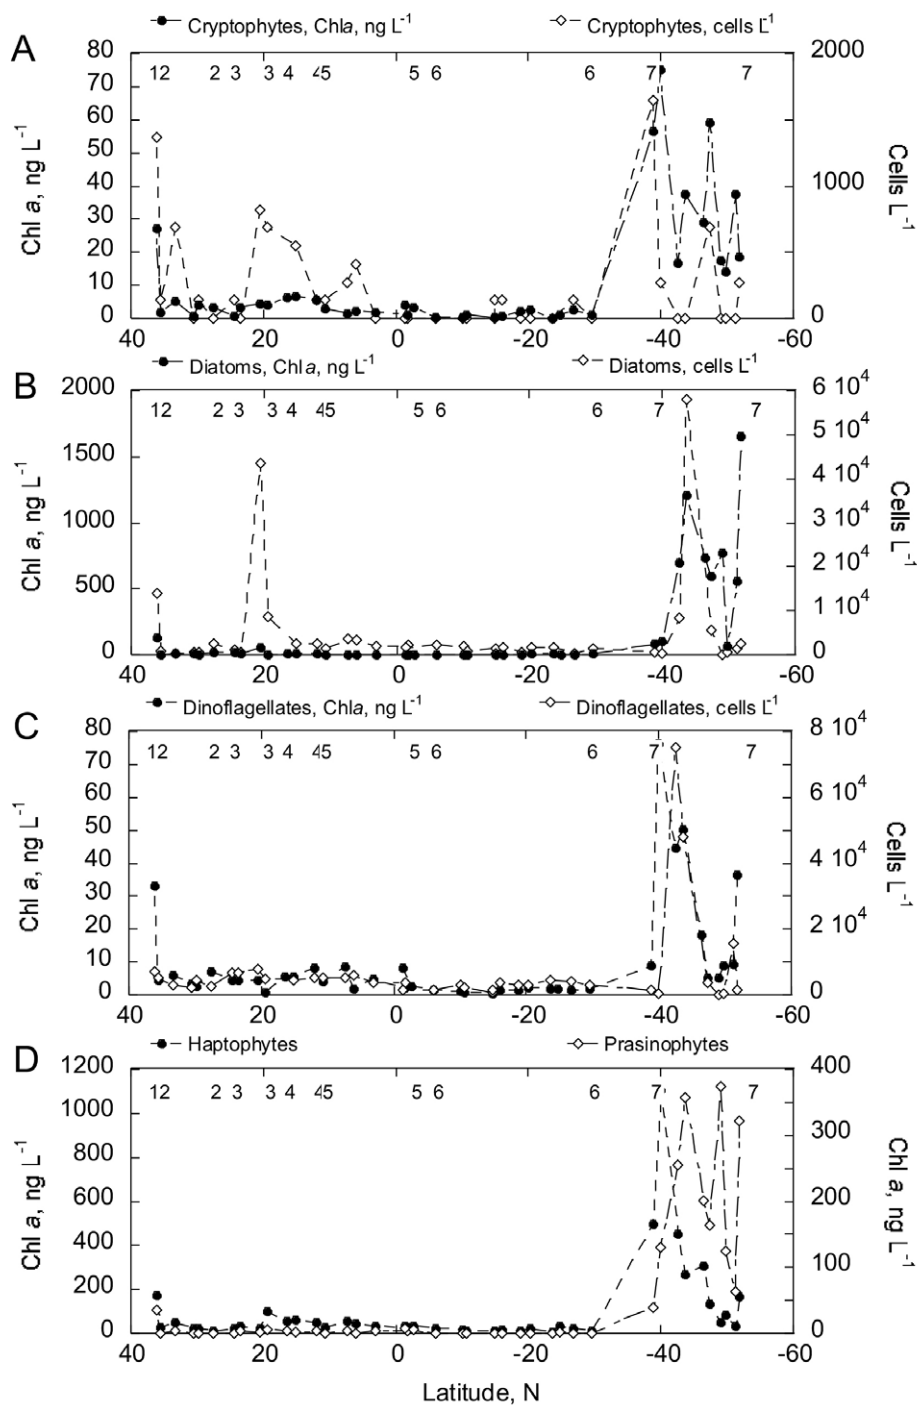 A
Cryptophytes, Chla, ng L-1
Cryptophytes, cells L-1
80 70 60 50 40 30 20 10 0
Chl a, ng L-1
12 2 3 3 4 45 5 6 6 7 7
2000 1000 0
Cells L-1
40 20 0 -20 -40 -60
B
Diatoms, Chla, ng L-1
Diatoms, cells L-1
2000 1500 1000 500 0
Chl a, ng L-1
12 2 3 3 4 45 5 6 6 7 7
6 10^4 5 10^4 4 10^4 3 10^4 2 10^4 1 10^4 0
Cells L-1
40 20 0 -20 -40 -60
C
Dinoflagellates, Chla, ng L-1
Dinoflagellates, cells L-1
80 70 60 50 40 30 20 10 0
Chl a, ng L-1
12 2 3 3 4 45 5 6 6 7 7
8 10^4 6 10^4 4 10^4 2 10^4 0
Cells L-1
40 20 0 -20 -40 -60
D
Haptophytes
Prasinophytes
1200 1000 800 600 400 200 0
Chl a, ng L-1
12 2 3 3 4 45 5 6 6 7 7
400 300 200 100 0
Chl a, ng L-1
40 20 0 -20 -40 -60
Latitude, N